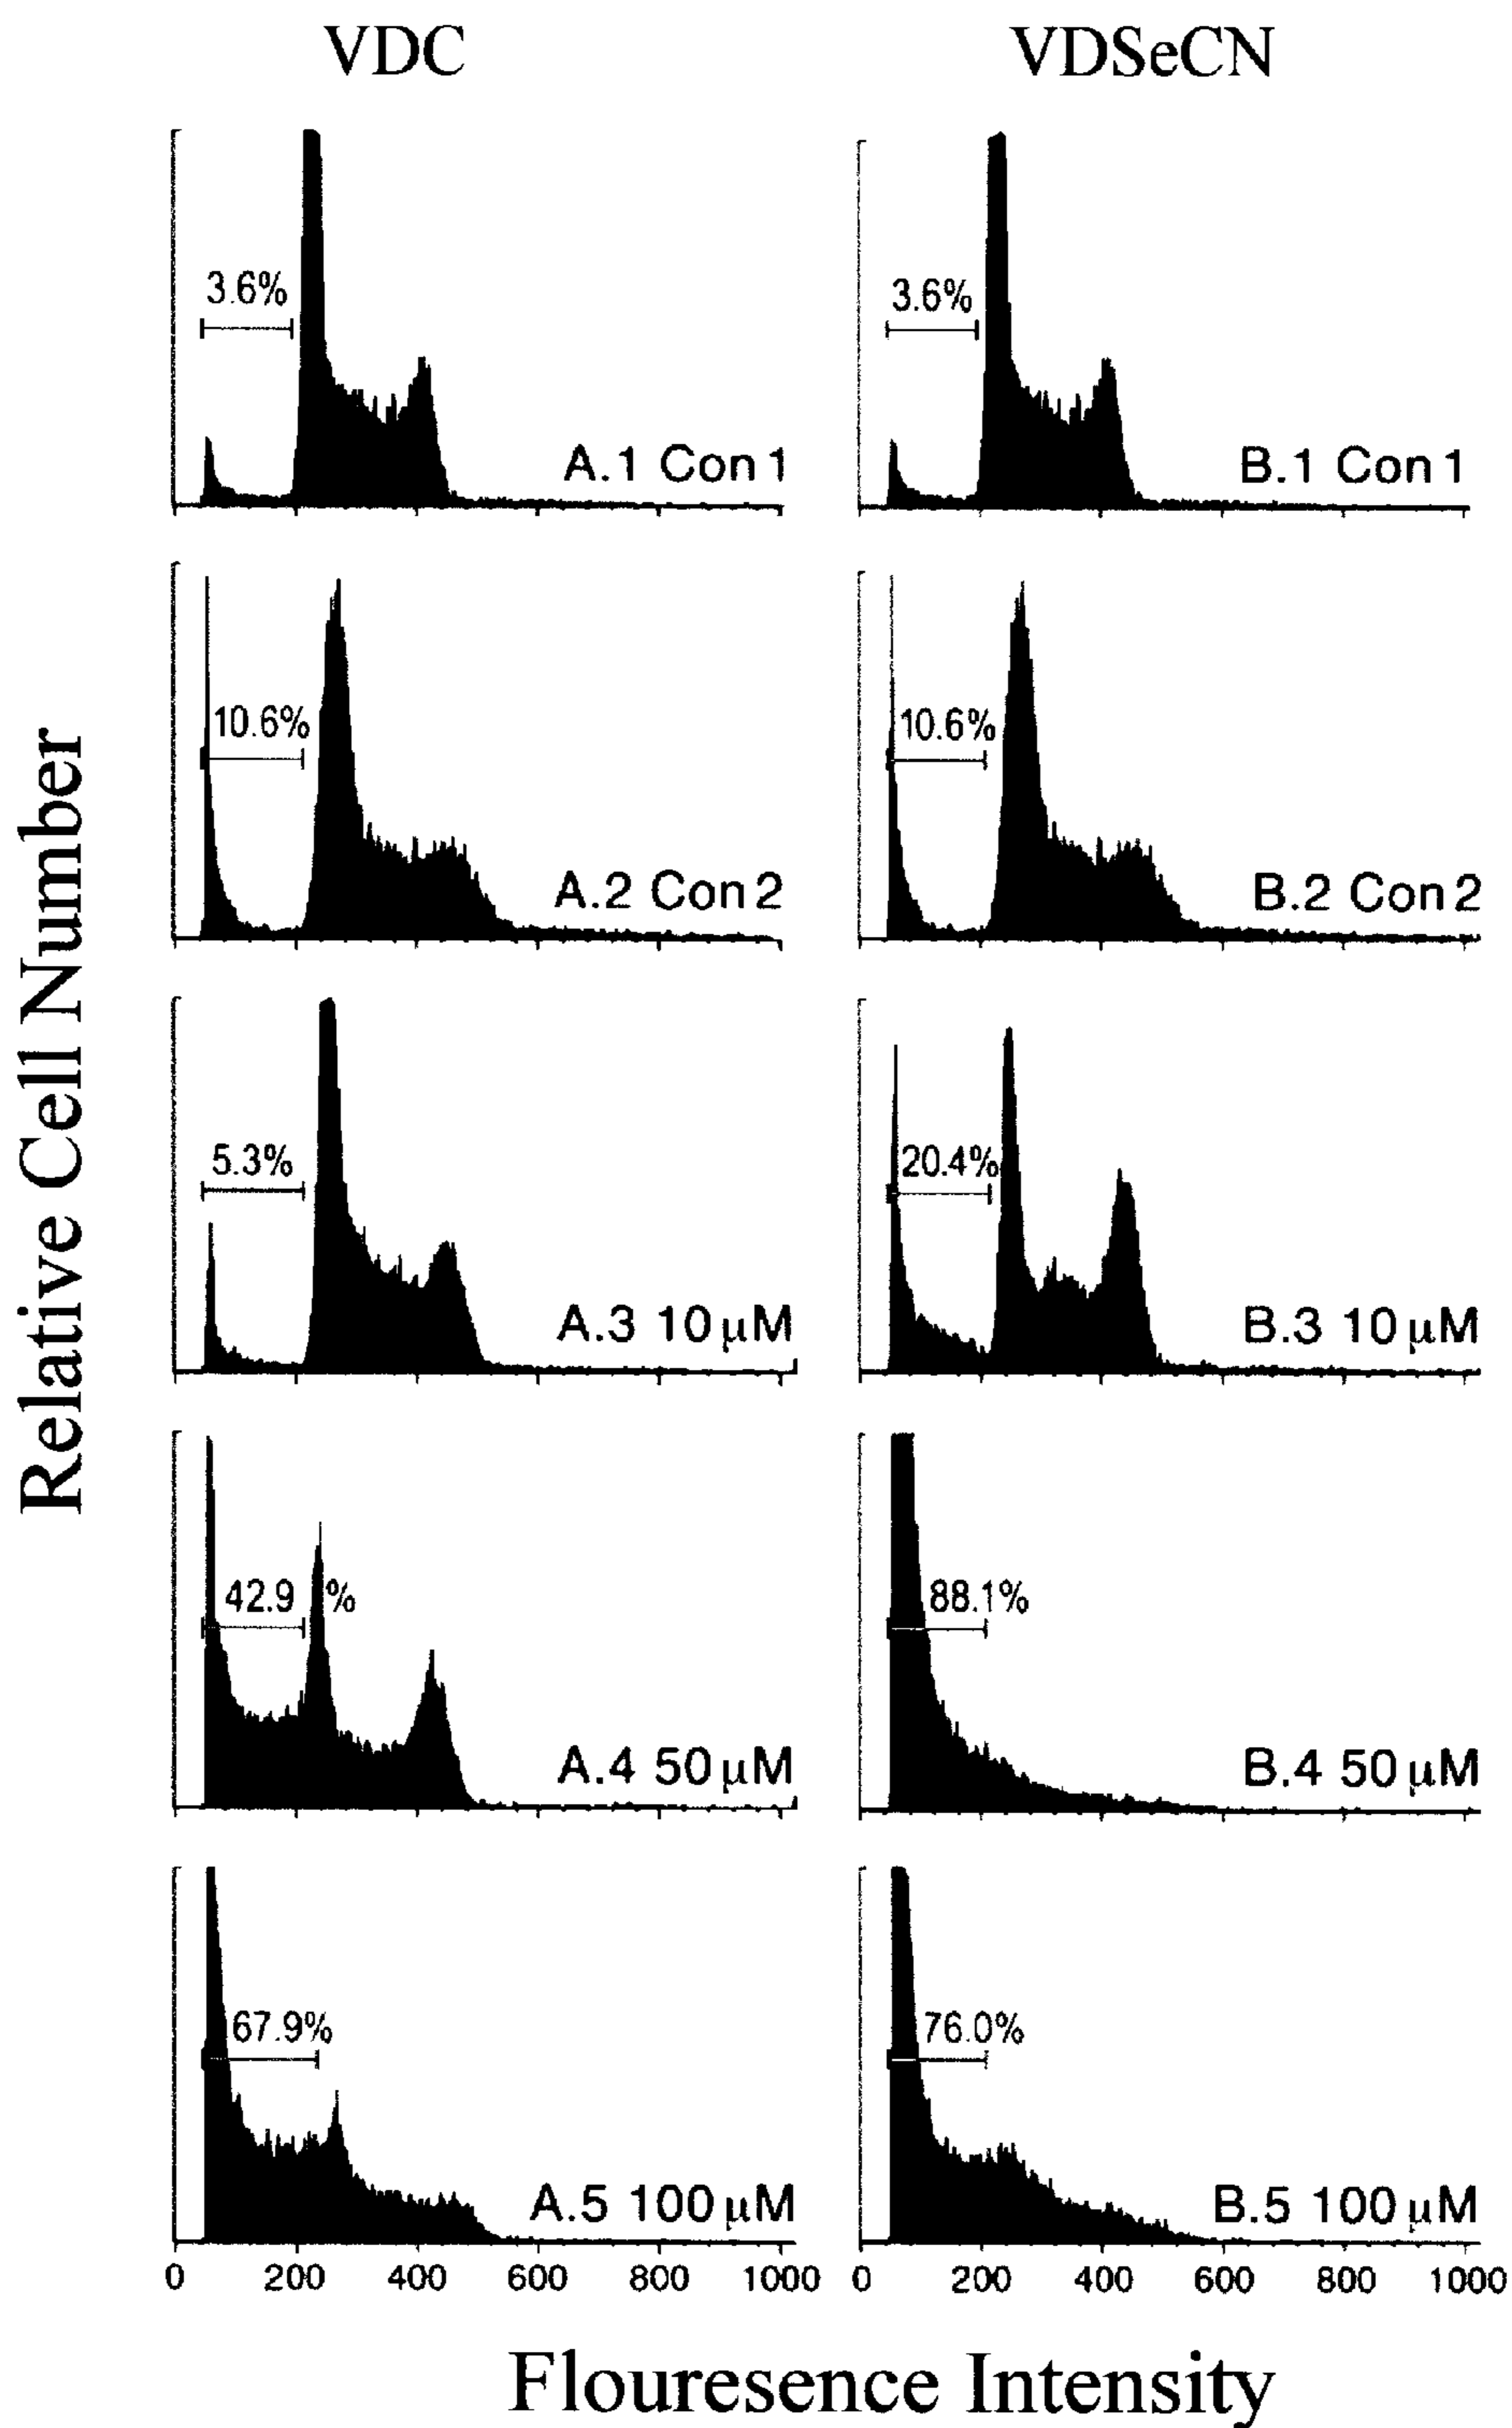 VDC VDSeCN
Relative Cell Number
3.6%
A.1 Con 1
3.6%
B.1 Con 1
10.6%
A.2 Con 2
10.6%
B.2 Con 2
5.3%
A.3 10 μM
20.4%
B.3 10 μM
42.9 %
A.4 50 μM
88.1%
B.4 50 μM
67.9%
A.5 100 μM
76.0%
B.5 100 μM
0 200 400 600 800 1000 0 200 400 600 800 1000
Flouresence Intensity